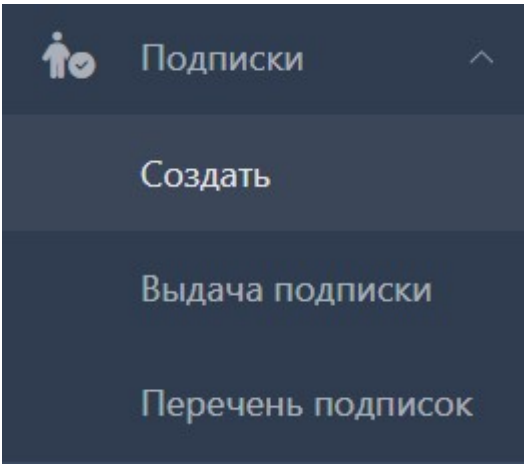 Подписки
Создать
Выдача подписки
Перечень подписок